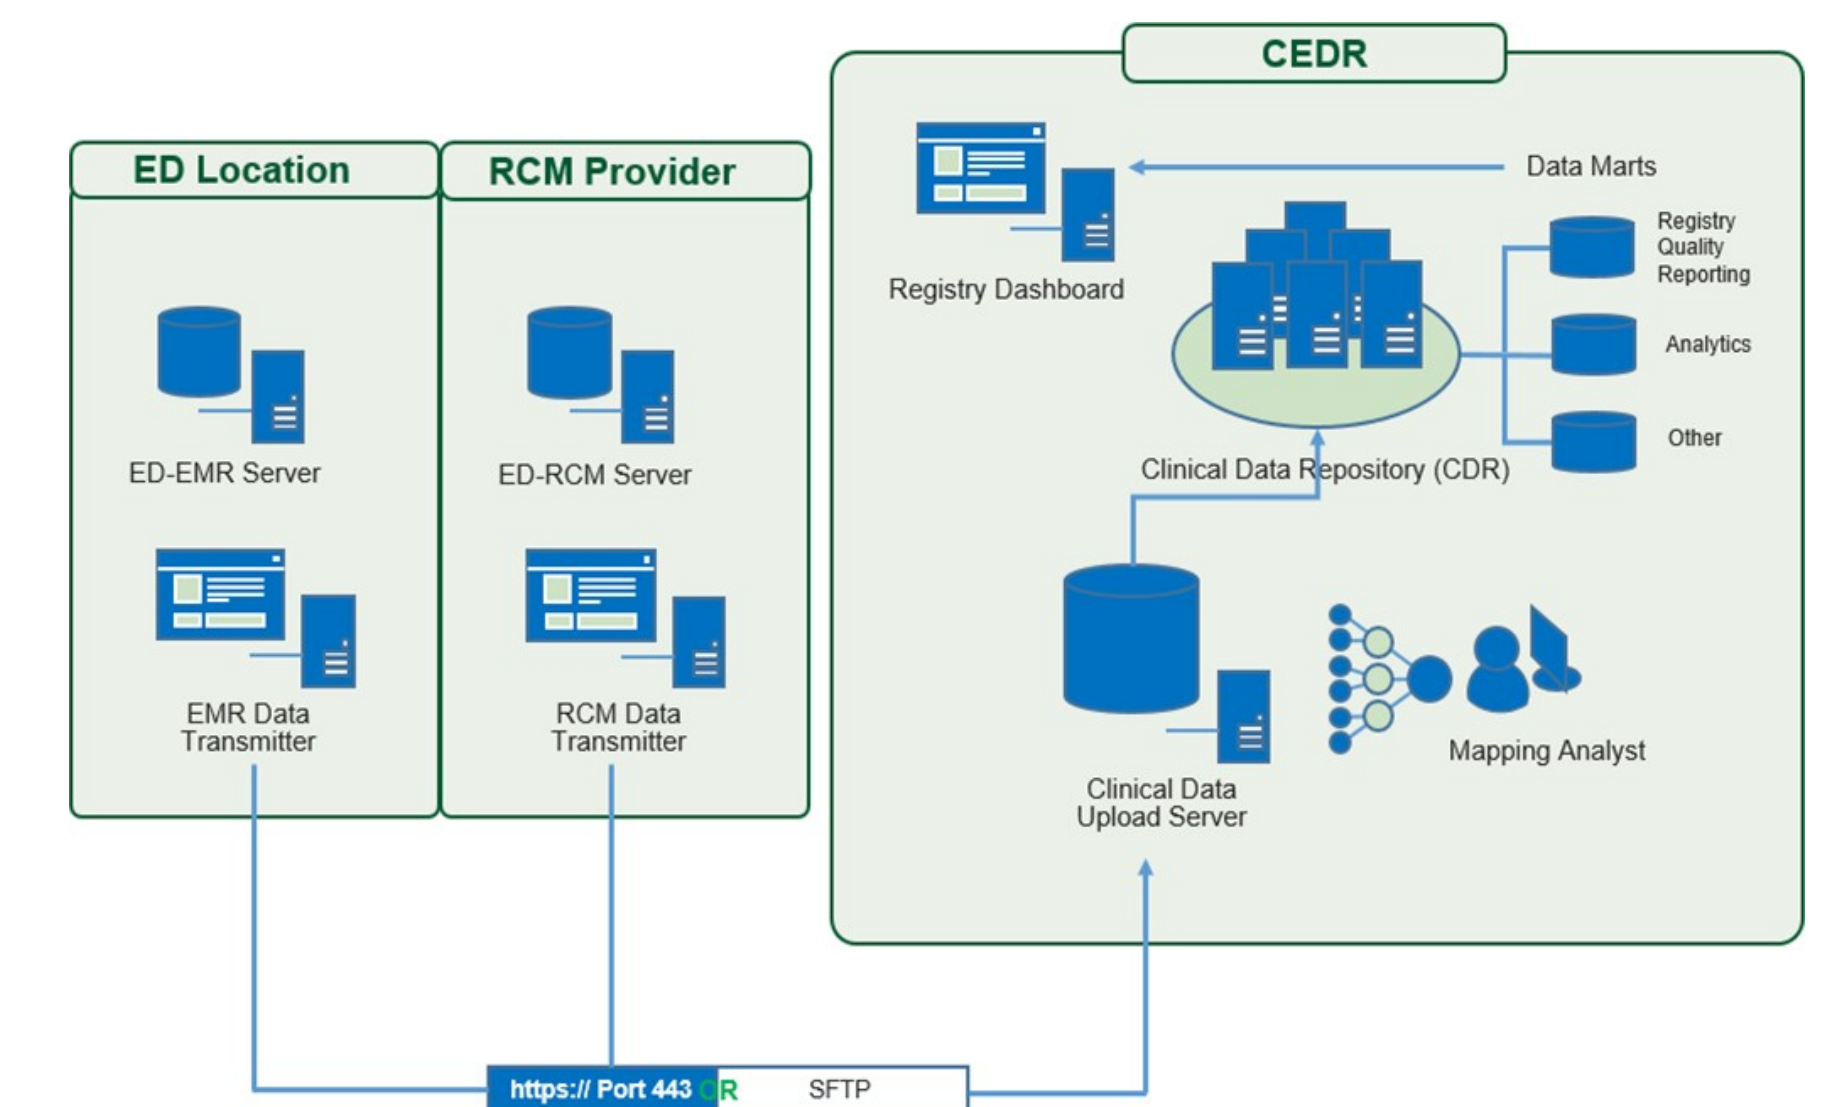 CEDR
ED Location
RCM Provider
Data Marts
Registry
Quality
Reporting
Registry Dashboard
Analytics
Other
ED-EMR Server
ED-RCM Server
Clinical Data Repository (CDR)
EMR Data
Transmitter
RCM Data
Transmitter
Mapping Analyst
Clinical Data
Upload Server
https:// Port 443 OR SFTP